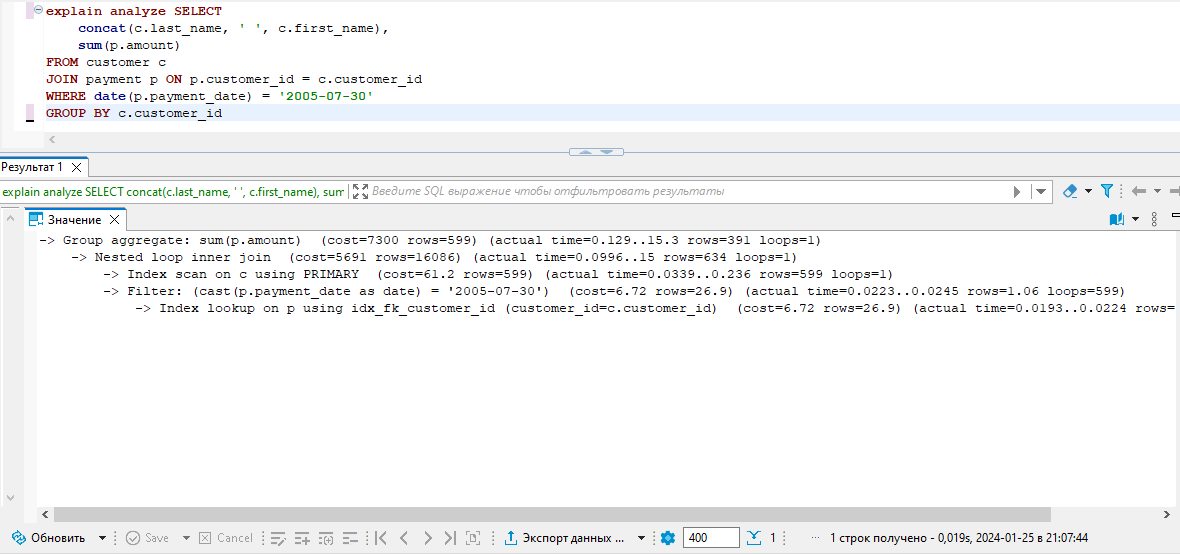 explain analyze SELECT
concat(c.last_name, ' ', c.first_name),
sum(p.amount)
FROM customer c
JOIN payment p ON p.customer_id = c.customer_id
WHERE date(p.payment_date) = '2005-07-30'
GROUP BY c.customer_id
Результат 1
explain analyze SELECT concat(c.last_name, ' ', c.first_name), sum
Введите SQL выражение чтобы отфильтровать результаты
Значение
-> Group aggregate: sum(p.amount)  (cost=7300 rows=599) (actual time=0.129..15.3 rows=391 loops=1)
-> Nested loop inner join  (cost=5691 rows=16086) (actual time=0.0996..15 rows=634 loops=1)
-> Index scan on c using PRIMARY  (cost=61.2 rows=599) (actual time=0.0339..0.236 rows=599 loops=1)
-> Filter: (cast(p.payment_date as date) = '2005-07-30')  (cost=6.72 rows=26.9) (actual time=0.0223..0.0245 rows=1.06 loops=599)
-> Index lookup on p using idx_fk_customer_id (customer_id=c.customer_id)  (cost=6.72 rows=26.9) (actual time=0.0193..0.0224 rows=
Обновить Save Cancel Экспорт данных ... 400 1 ··· 1 строк получено - 0,019s, 2024-01-25 в 21:07:44